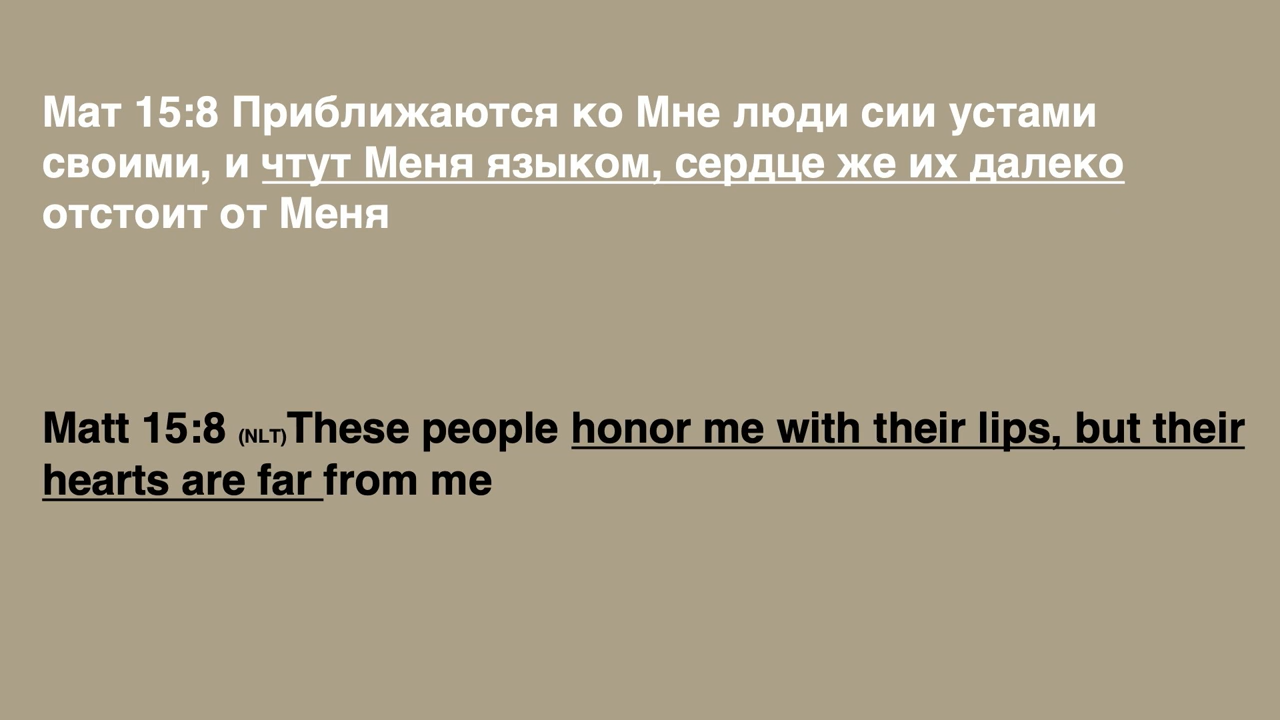 Мат 15:8 Приближаются ко Мне люди сии устами
своими, и чтут Меня языком, сердце же их далеко
отстоит от Меня
Matt 15:8 (NLT)These people honor me with their lips, but their
hearts are far from me